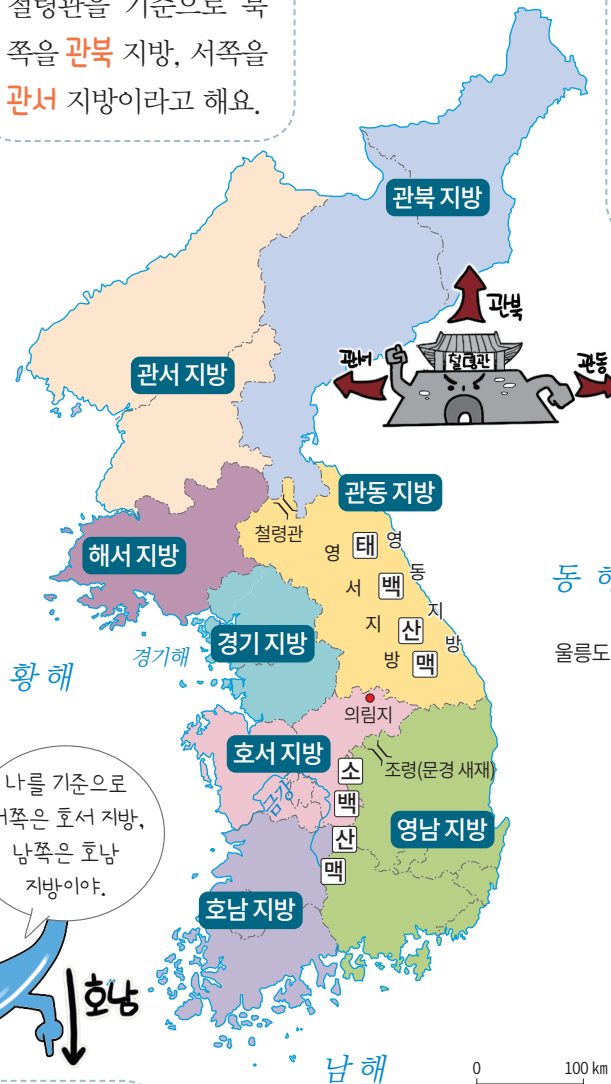 철령관을 기준으로 북
쪽을 관북 지방, 서쪽을
관서 지방이라고 해요.
관북 지방
관북
관서
철령관
관동
관서 지방
관동 지방
철령관
해서 지방
영서 지방
태백산맥
영동 지방
동 해
울릉도
경기 지방
경기해
황 해
의림지
호서 지방
조령(문경 새재)
금강
소백산맥
영남 지방
나를 기준으로
서쪽은 호서 지방,
남쪽은 호남
지방이야.
호남 지방
호남
남 해
0 100 km